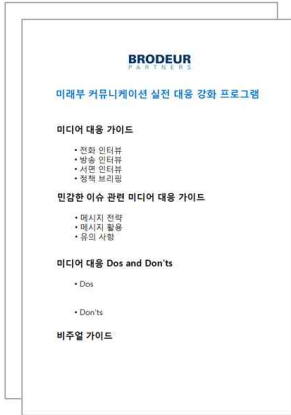 BRODEUR
PARTNERS
미래부 커뮤니케이션 실전 대응 강화 프로그램
미디어 대응 가이드
• 전화 인터뷰
• 방송 인터뷰
• 서면 인터뷰
• 정책 브리핑
민감한 이슈 관련 미디어 대응 가이드
• 메시지 전략
• 메시지 활용
• 유의 사항
미디어 대응 Dos and Don'ts
• Dos
• Don'ts
비주얼 가이드